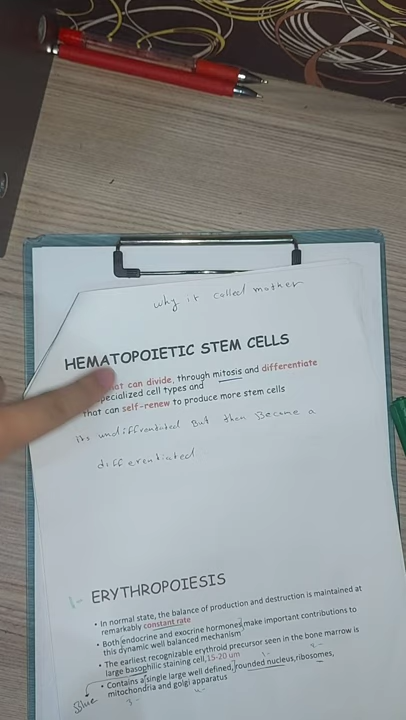 why it called mother
HEMATOPOIETIC STEM CELLS
that can divide, through mitosis and differentiate
specialized cell types and
that can self-renew to produce more stem cells
its undiffrentiated But then Become a
differentiated
1- ERYTHROPOIESIS
• In normal state, the balance of production and destruction is maintained at
remarkably constant rate
• Both endocrine and exocrine hormones make important contributions to
this dynamic well balanced mechanism
• The earliest recognizable erythroid precursor seen in the bone marrow is
large basophilic staining cell, 15-20 um
• Contains a single large well defined, rounded nucleus, ribosomes,
mitochondria and golgi apparatus
Blue